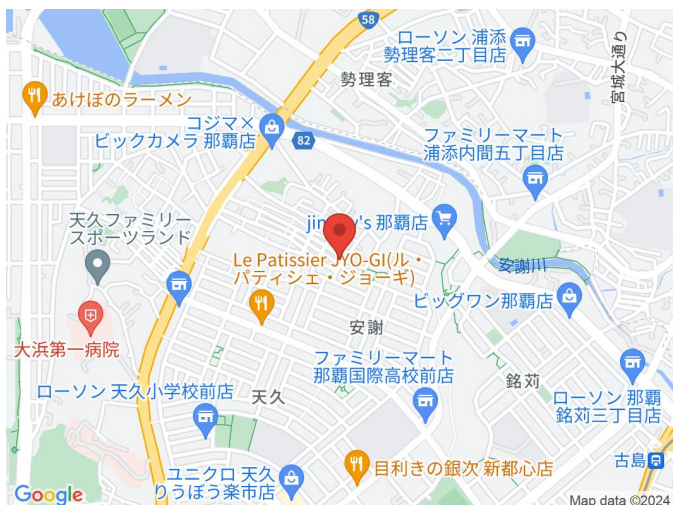 58
ローソン 浦添
勢理客二丁目店
宮城大通り
勢理客
あけぼのラーメン
コジマ×
ビックカメラ 那覇店
82
ファミリーマート
浦添内間五丁目店
天久ファミリー
スポーツランド
那覇店
Le Patissier JYO-GI(ル・
パティシェ・ジョーギ)
安謝川
ビッグワン那覇店
大浜第一病院
安謝
ファミリーマート
那覇国際高校前店
銘苅
ローソン 天久小学校前店
天久
ローソン 那覇
銘苅三丁目店
古島
ユニクロ 天久
りうぼう楽市店
目利きの銀次 新都心店
Google
Map data ©2024